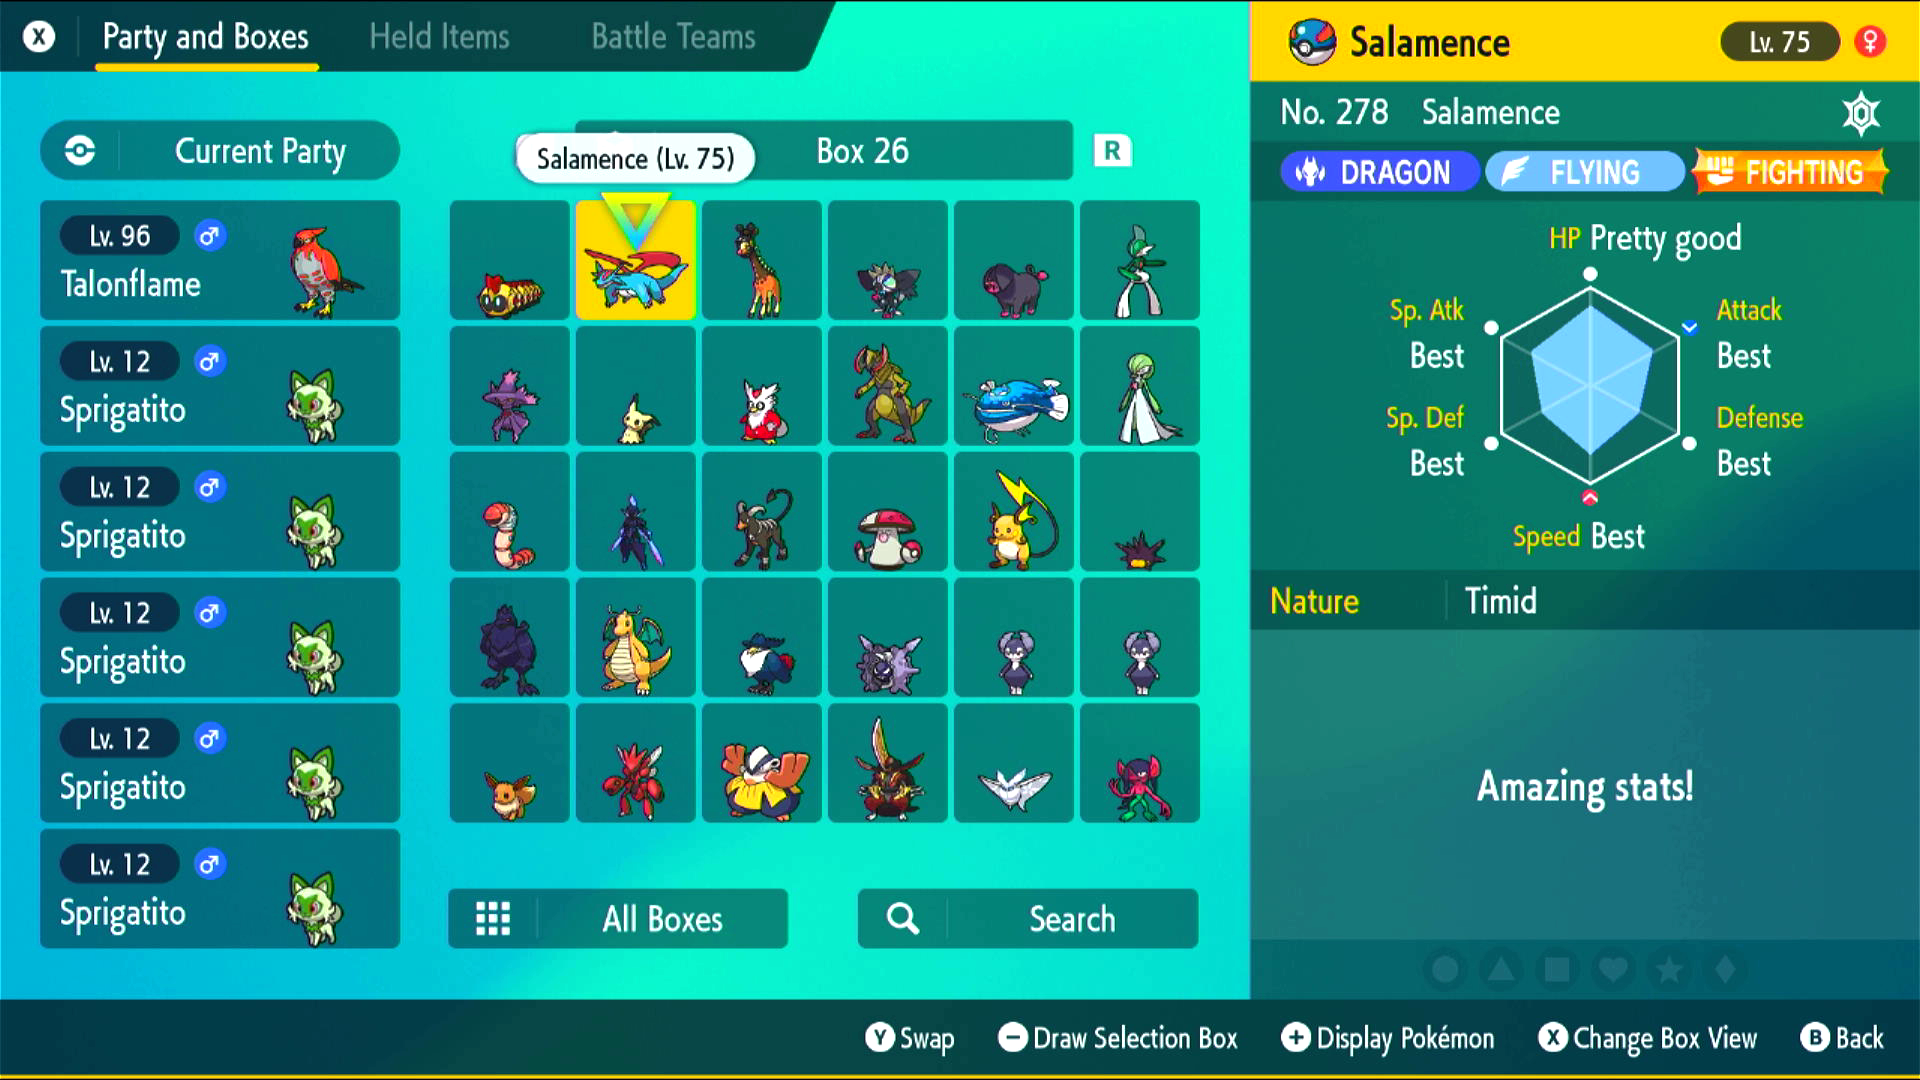 X Party and Boxes Held Items Battle Teams
Current Party
Salamence (Lv. 75) Box 26 R
Lv. 96
Talonflame
Lv. 12
Sprigatito
Lv. 12
Sprigatito
Lv. 12
Sprigatito
Lv. 12
Sprigatito
Lv. 12
Sprigatito
All Boxes
Search
Salamence Lv. 75
No. 278 Salamence
DRAGON FLYING FIGHTING
HP Pretty good
Sp. Atk
Best
Attack
Best
Sp. Def
Best
Defense
Best
Speed Best
Nature Timid
Amazing stats!
Y Swap - Draw Selection Box + Display Pokémon X Change Box View B Back